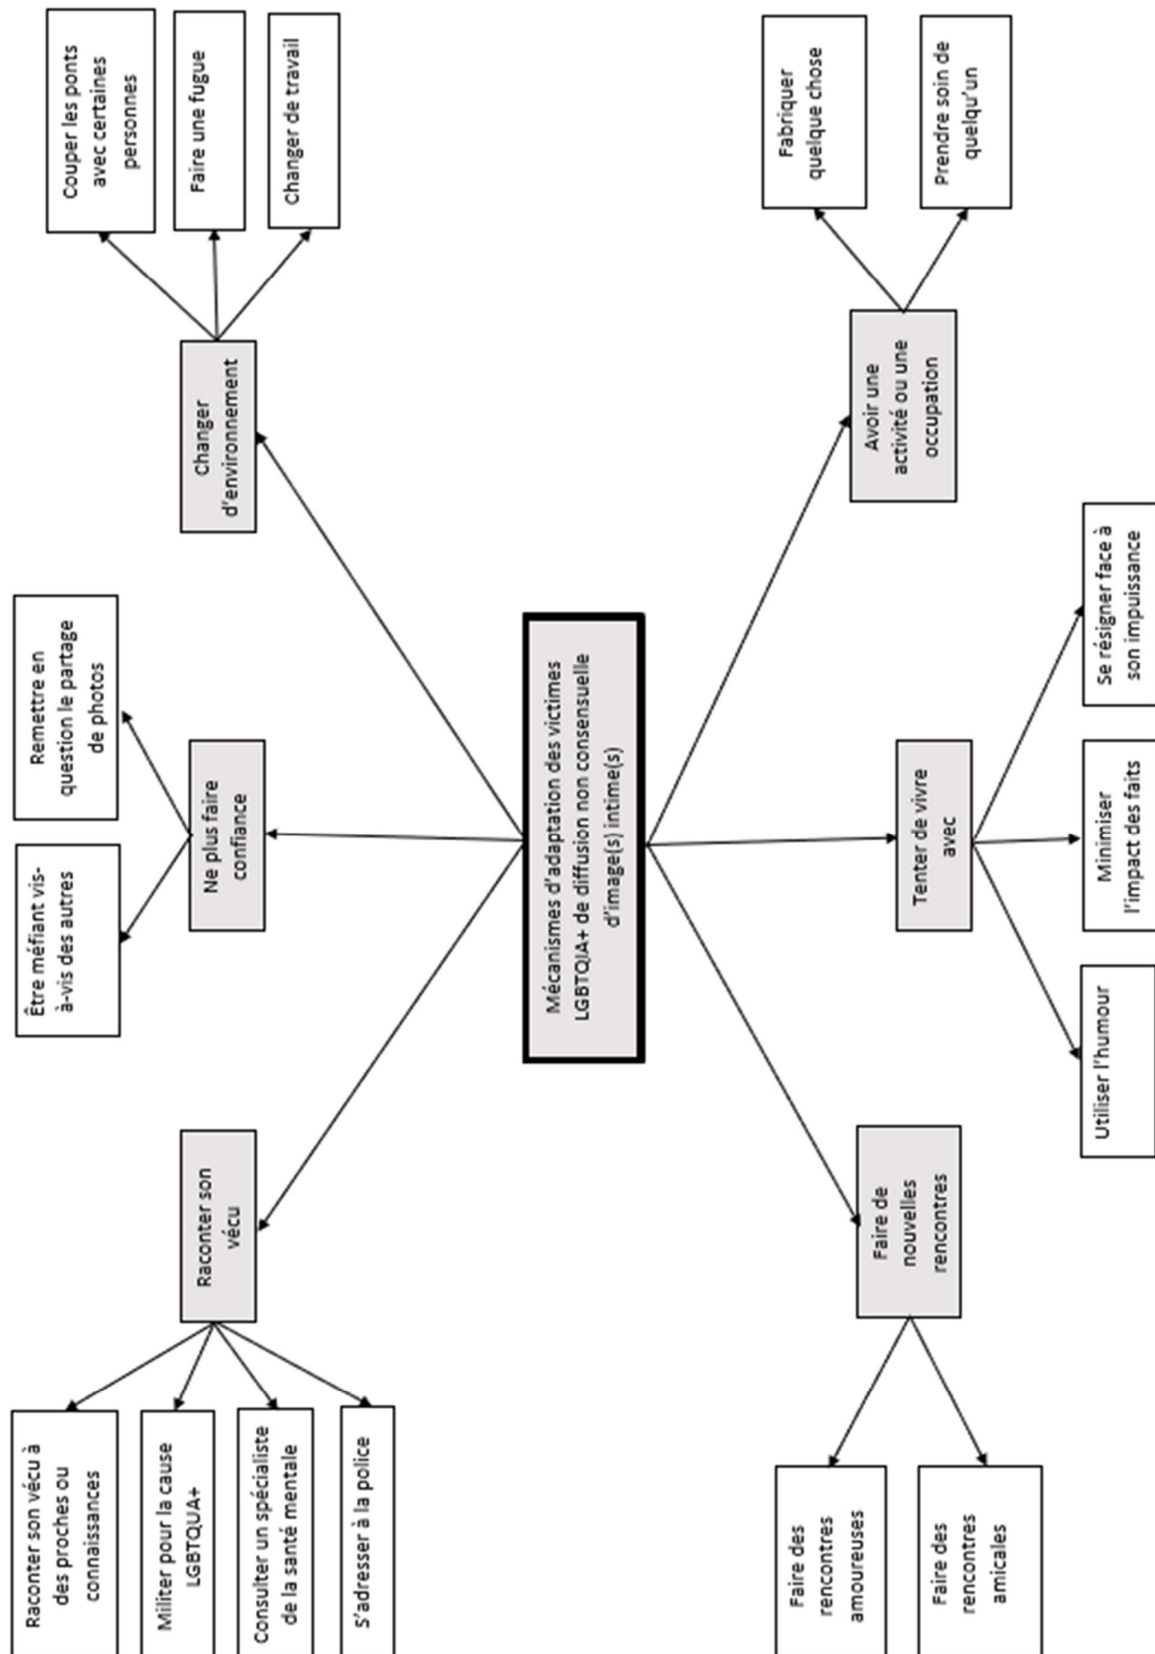 Raconter son vécu à
des proches ou
connaissances
Militer pour la cause
LGBTQUA+
Consulter un spécialiste
de la santé mentale
S'adresser à la police
Raconter son
vécu
Être méfiant vis-
à-vis des autres
Remettre en
question le partage
de photos
Ne plus faire
confiance
Couper les ponts
avec certaines
personnes
Faire une fugue
Changer de travail
Changer
d'environnement
Mécanismes d'adaptation des victimes
LGBTQIA+ de diffusion non consensuelle
d'image(s) intime(s)
Faire des
rencontres
amoureuses
Faire des
rencontres
amicales
Faire de
nouvelles
rencontres
Tenter de vivre
avec
Utiliser l'humour
Minimiser
l'impact des faits
Se résigner face à
son impuissance
Avoir une
activité ou une
occupation
Fabriquer
quelque chose
Prendre soin de
quelqu'un